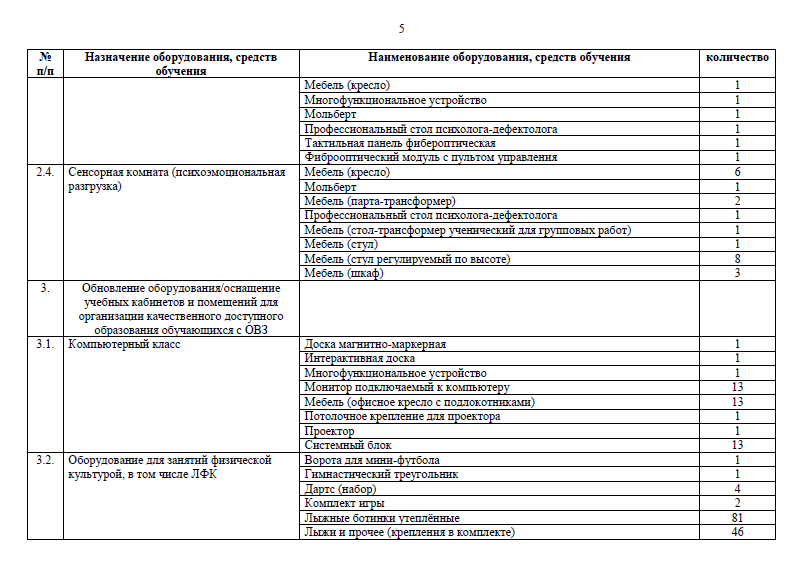 5
№ Назначение оборудования, средств Наименование оборудования, средств обучения количество
п/п обучения
Мебель (кресло) 1
Многофункциональное устройство 1
Мольберт 1
Профессиональный стол психолога-дефектолога 1
Тактильная панель фибероптическая 1
Фиброоптический модуль с пультом управления 1
2.4. Сенсорная комната (психоэмоциональная Мебель (кресло) 6
разгрузка) Мольберт 1
Мебель (парта-трансформер) 2
Профессиональный стол психолога-дефектолога 1
Мебель (стол-трансформер ученический для групповых работ) 1
Мебель (стул) 1
Мебель (стул регулируемый по высоте) 8
Мебель (шкаф) 3
3. Обновление оборудования/оснащение
учебных кабинетов и помещений для
организации качественного доступного
образования обучающихся с ОВЗ
3.1. Компьютерный класс Доска магнитно-маркерная 1
Интерактивная доска 1
Многофункциональное устройство 1
Монитор подключаемый к компьютеру 13
Мебель (офисное кресло с подлокотниками) 13
Потолочное крепление для проектора 1
Проектор 1
Системный блок 13
3.2. Оборудование для занятий физической Ворота для мини-футбола 1
культурой, в том числе ЛФК Гимнастический треугольник 1
Дартс (набор) 4
Комплект игры 2
Лыжные ботинки утеплённые 81
Лыжи и прочее (крепления в комплекте) 46